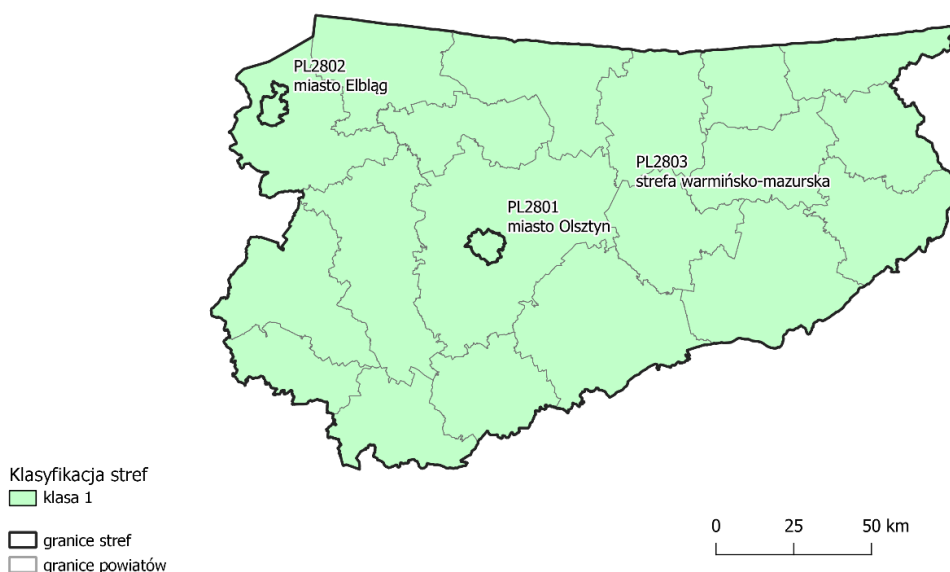 PL2802
miasto Elbląg
PL2803
strefa warmińsko-mazurska
PL2801
miasto Olsztyn
Klasyfikacja stref
klasa 1
granice stref
granice powiatów
0 25 50 km